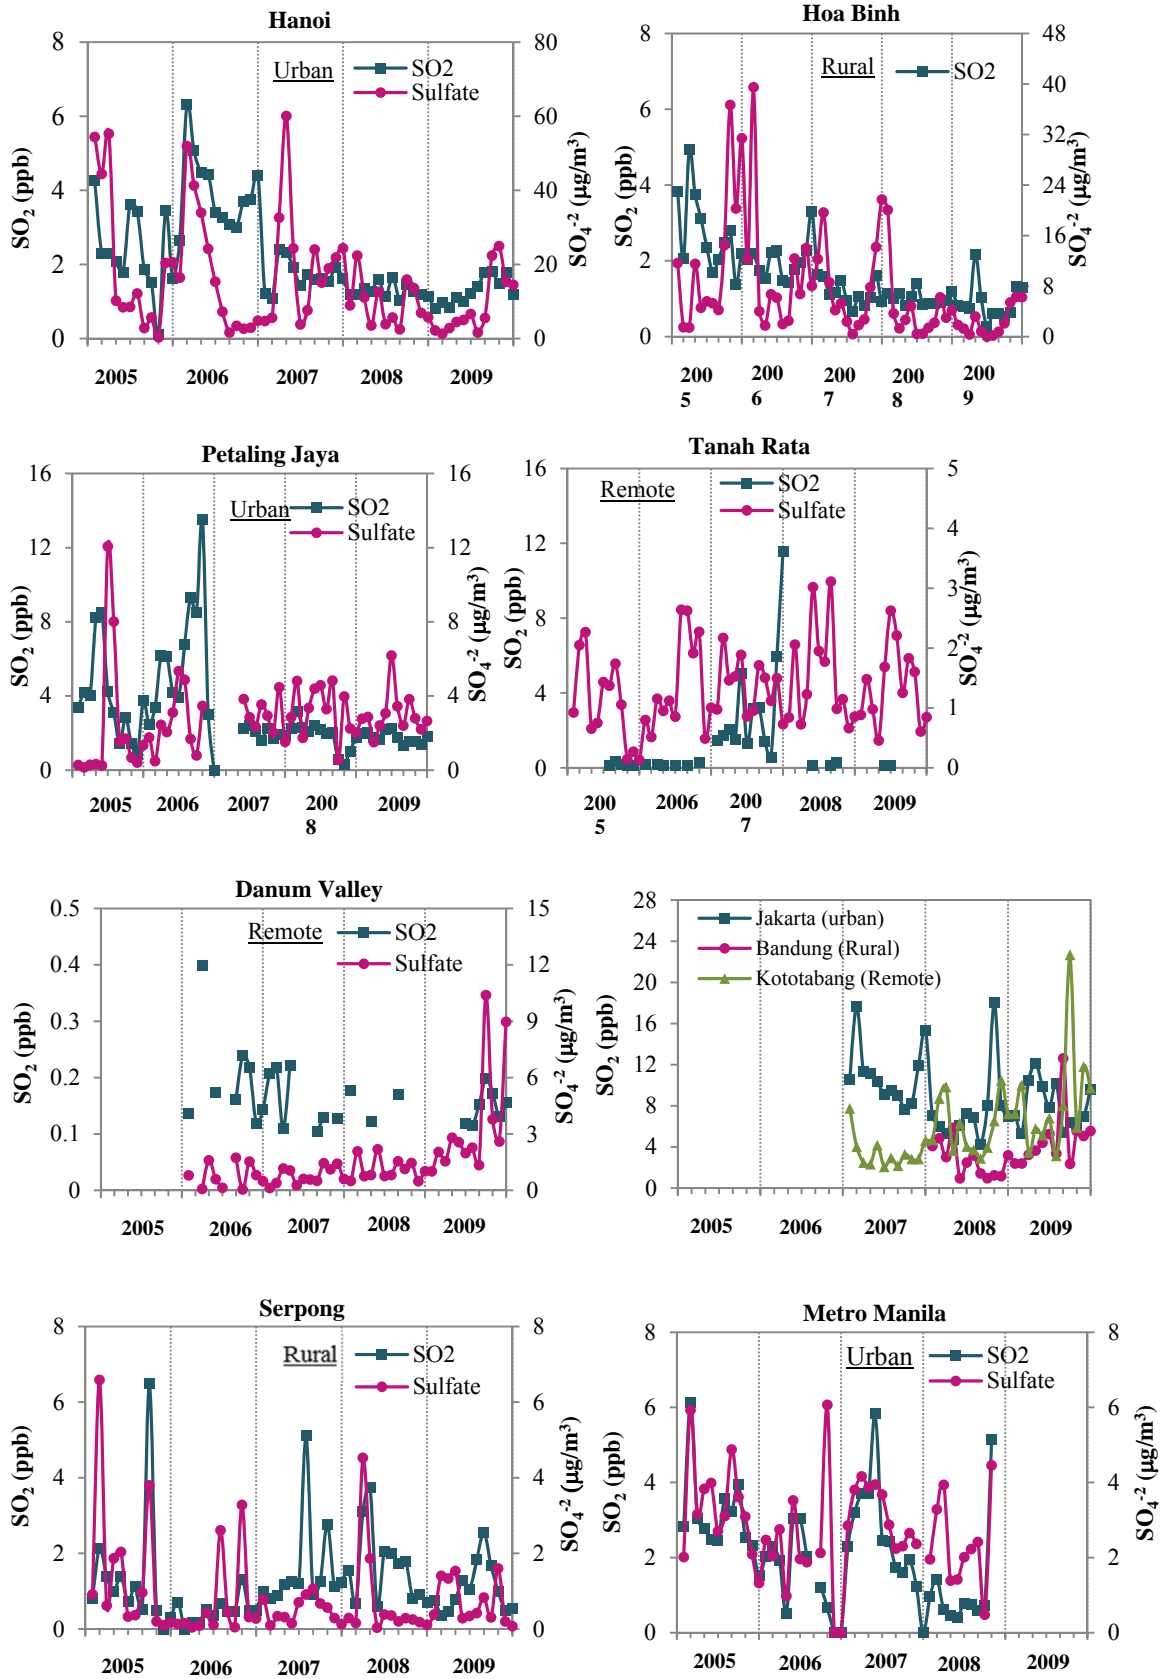 Hanoi
8
6
4
2
0
80
60
40
20
0
SO₂ (ppb)
SO₄⁻² (µg/m³)
Urban
SO2
Sulfate
2005
2006
2007
2008
2009
Hoa Binh
8
6
4
2
0
48
40
32
24
16
8
0
SO₂ (ppb)
SO₄⁻² (µg/m³)
Rural
SO2
200
5
200
6
200
7
200
8
200
9
Petaling Jaya
16
12
8
4
0
16
12
8
4
0
SO₂ (ppb)
SO₄⁻² (µg/m³)
Urban
SO2
Sulfate
2005
2006
2007
200
8
2009
Tanah Rata
16
12
8
4
0
5
4
3
2
1
0
SO₂ (ppb)
SO₄⁻² (µg/m³)
Remote
SO2
Sulfate
200
5
2006
200
7
2008
2009
Danum Valley
0.5
0.4
0.3
0.2
0.1
0
15
12
9
6
3
0
SO₂ (ppb)
SO₄⁻² (µg/m³)
Remote
SO2
Sulfate
2005
2006
2007
2008
2009
28
24
20
16
12
8
4
0
SO₂ (ppb)
Jakarta (urban)
Bandung (Rural)
Kototabang (Remote)
2005
2006
2007
2008
2009
Serpong
8
6
4
2
0
8
6
4
2
0
SO₂ (ppb)
SO₄⁻² (µg/m³)
Rural
SO2
Sulfate
2005
2006
2007
2008
2009
Metro Manila
8
6
4
2
0
8
6
4
2
0
SO₂ (ppb)
SO₄⁻² (µg/m³)
Urban
SO2
Sulfate
2005
2006
2007
2008
2009